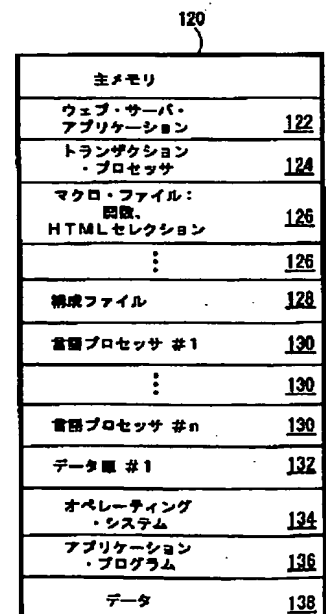 120
主メモリ
ウェブ・サーバ・
アプリケーション 122
トランザクション
・プロセッサ 124
マクロ・ファイル：
関数、
HTMLセレクション 126
⋮ 126
構成ファイル 128
言語プロセッサ #1 130
⋮ 130
言語プロセッサ #n 130
データ源 #1 132
オペレーティング
・システム 134
アプリケーション
・プログラム 136
データ 138